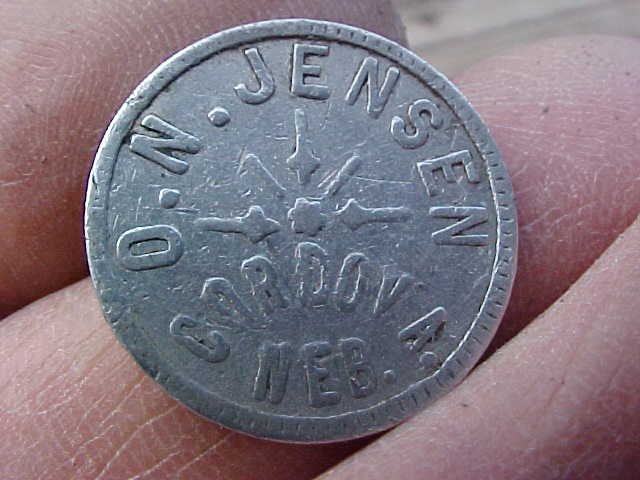 O. N. JENSEN
CORDOVA,
NEB.